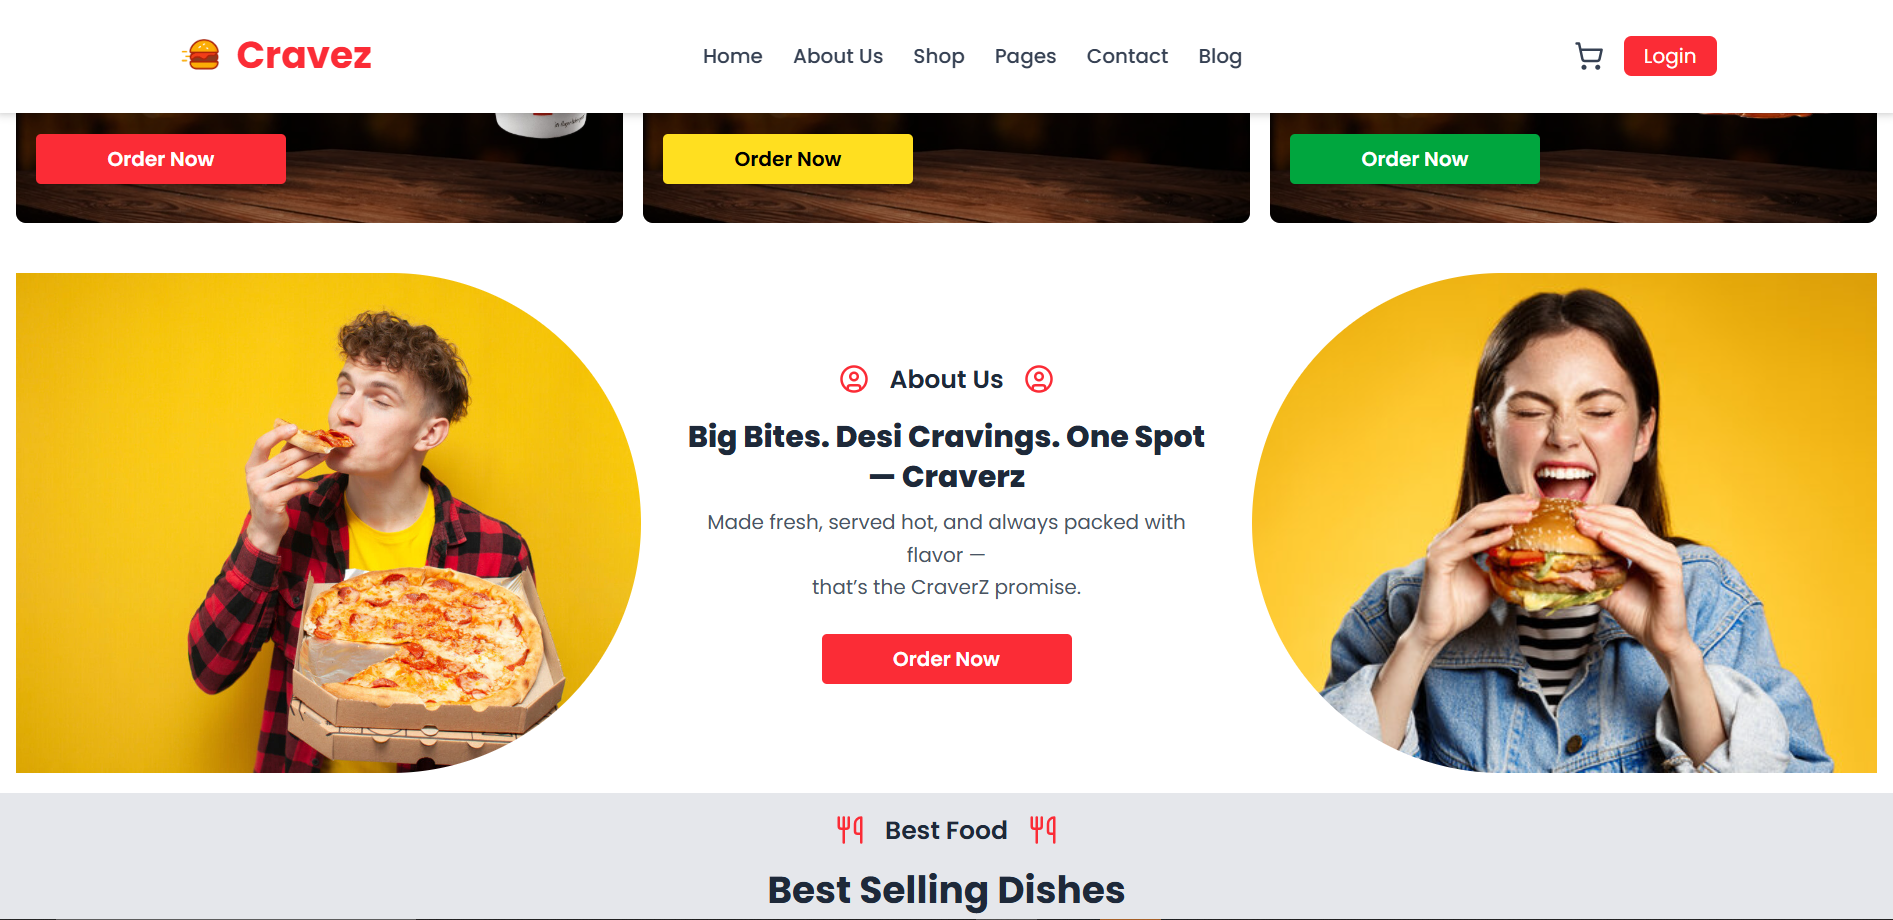 Cravez
Home About Us Shop Pages Contact Blog
Login
Order Now
Order Now
Order Now
About Us
Big Bites. Desi Cravings. One Spot
— Craverz
Made fresh, served hot, and always packed with
flavor —
that’s the CraverZ promise.
Order Now
Best Food
Best Selling Dishes